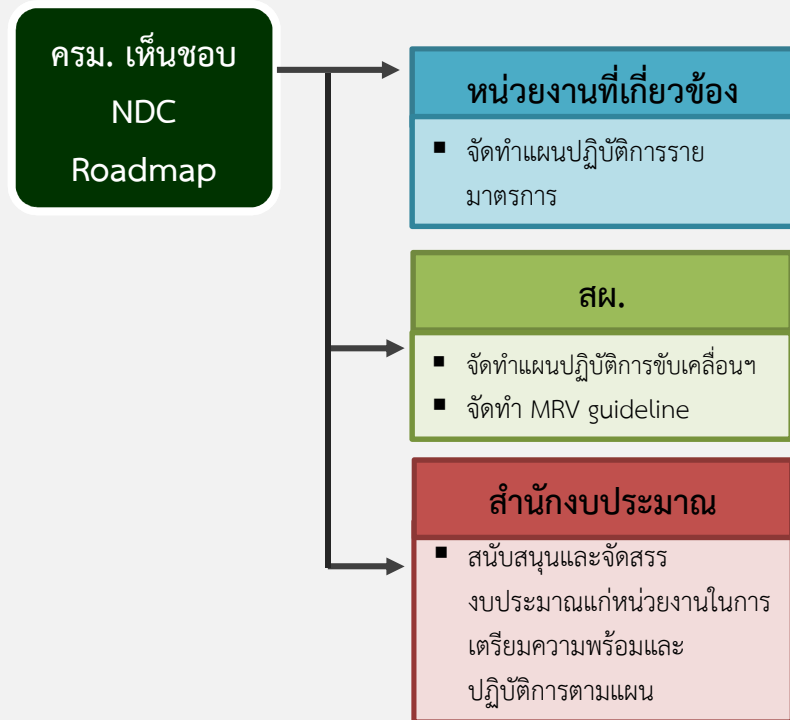 ครม. เห็นชอบ
NDC
Roadmap
หน่วยงานที่เกี่ยวข้อง
▪ จัดทำแผนปฏิบัติการราย
มาตรการ
สผ.
▪ จัดทำแผนปฏิบัติการขับเคลื่อนฯ
▪ จัดทำ MRV guideline
สำนักงบประมาณ
▪ สนับสนุนและจัดสรร
งบประมาณแก่หน่วยงานในการ
เตรียมความพร้อมและ
ปฏิบัติการตามแผน